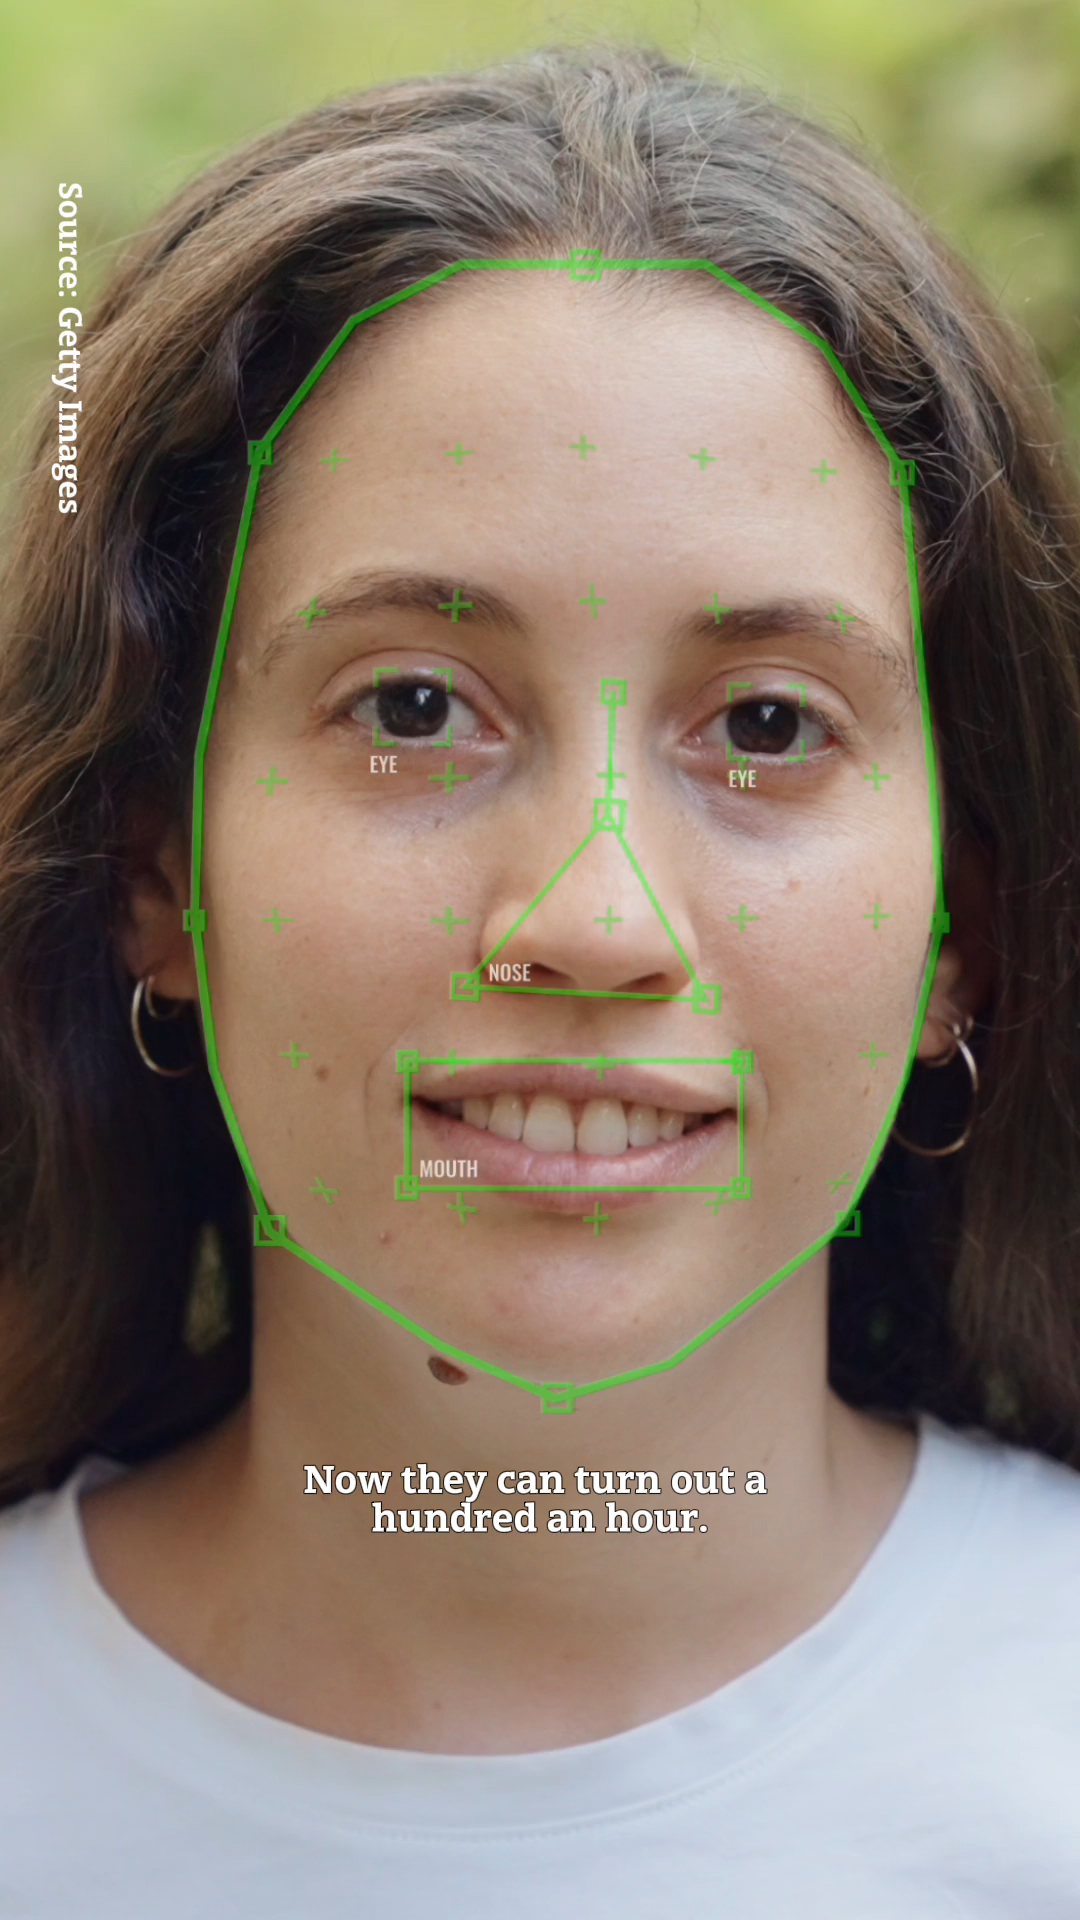 Source: Getty Images
EYE
EYE
NOSE
MOUTH
Now they can turn out a
hundred an hour.